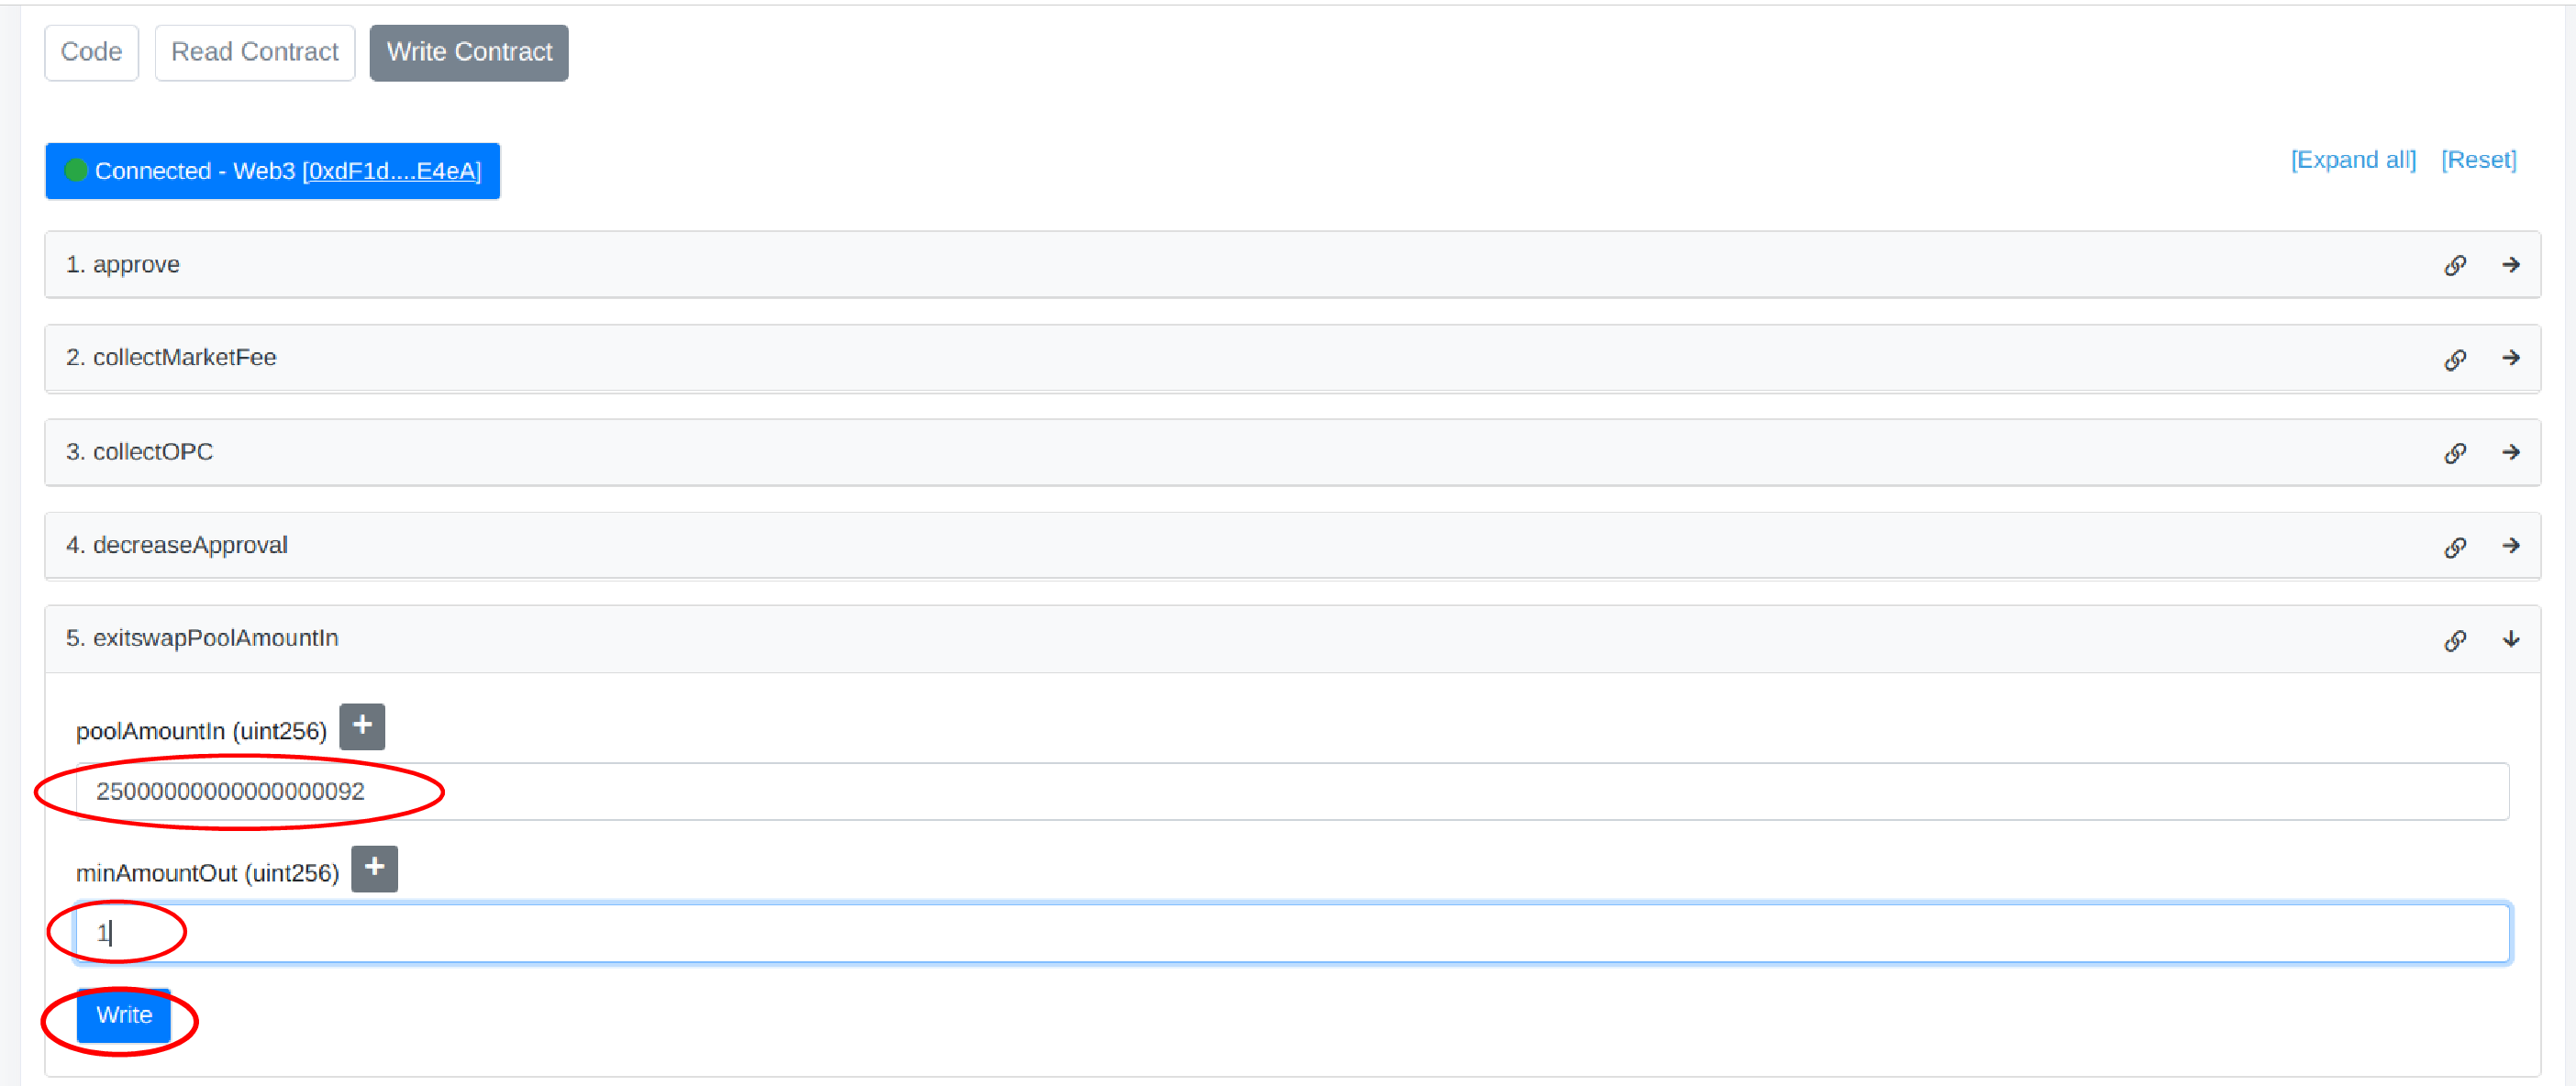 Code Read Contract Write Contract
Connected - Web3 [0xdF1d....E4eA] [Expand all] [Reset]
1. approve
2. collectMarketFee
3. collectOPC
4. decreaseApproval
5. exitswapPoolAmountIn
poolAmountIn (uint256) +
25000000000000000092
minAmountOut (uint256) +
1
Write